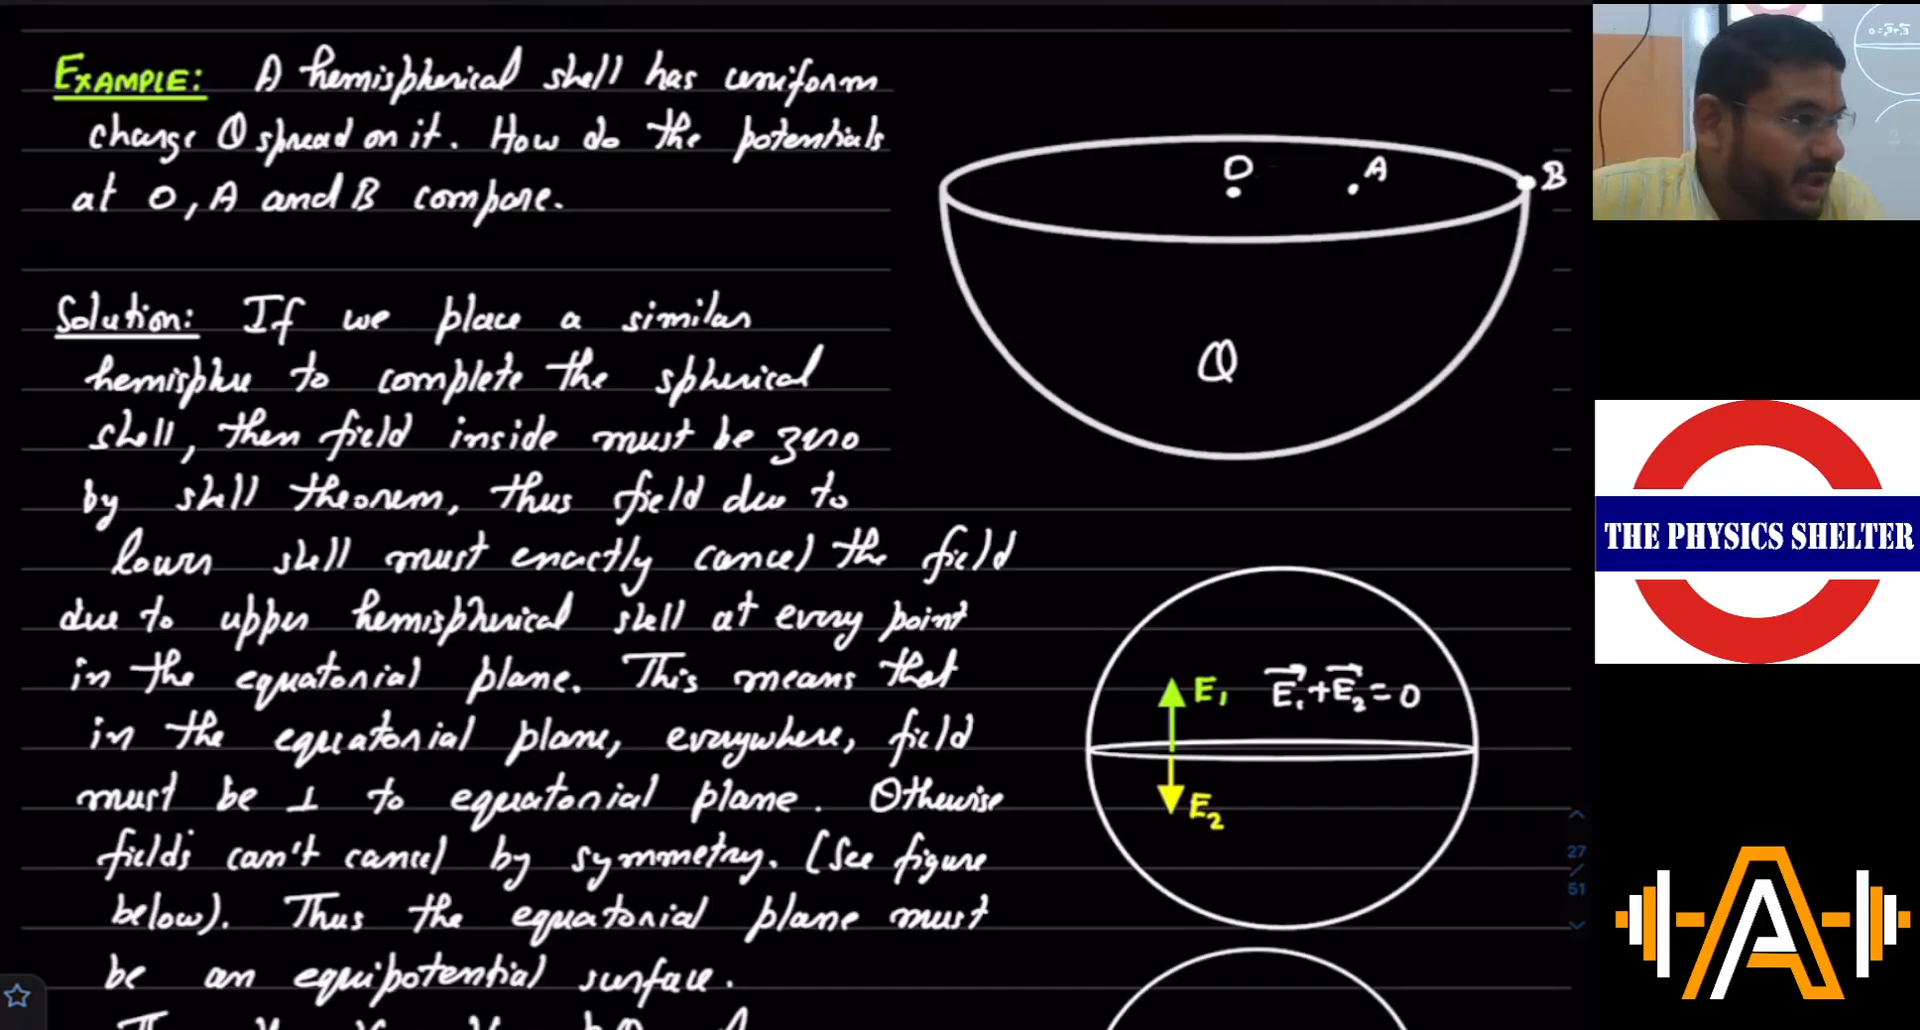 EXAMPLE: A hemispherical shell has uniform
charge Q spread on it. How do the potentials
at O, A and B compare.
Solution: If we place a similar
hemisphre to complete the spherical
shell, then field inside must be zero
by shell theorem, thus field due to
lower shell must exactly cancel the field
due to upper hemispherical shell at every point
in the equatorial plane. This means that
in the equatorial plane, everywhere, field
must be ⊥ to equatorial plane. Otherwise
fields can't cancel by symmetry. (See figure
below). Thus the equatorial plane must
be an equipotential surface.
O
A
B
Q
E₁
E⃗₁+E⃗₂=0
E₂
27
/
51
THE PHYSICS SHELTER
A